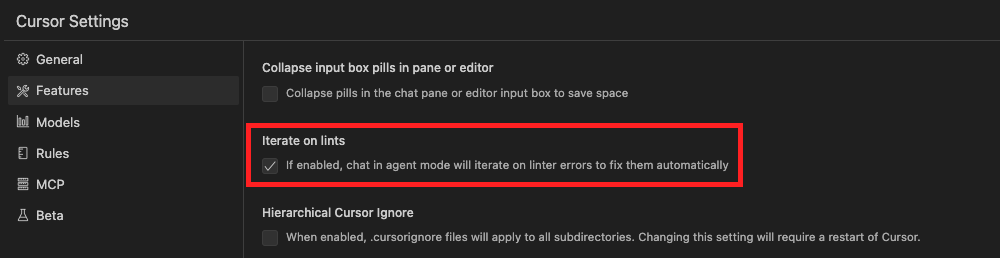 Cursor Settings
General
Features
Models
Rules
MCP
Beta
Collapse input box pills in pane or editor
Collapse pills in the chat pane or editor input box to save space
Iterate on lints
If enabled, chat in agent mode will iterate on linter errors to fix them automatically
Hierarchical Cursor Ignore
When enabled, .cursorignore files will apply to all subdirectories. Changing this setting will require a restart of Cursor.